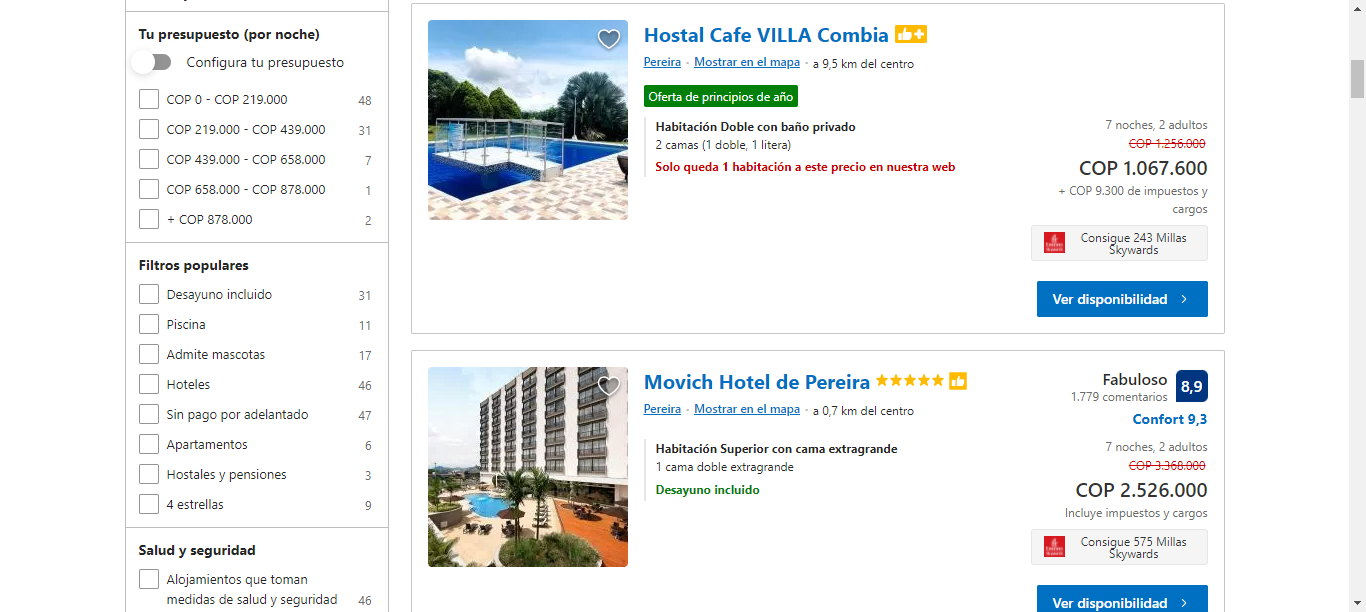 Tu presupuesto (por noche)
Configura tu presupuesto
COP 0 - COP 219.000 48
COP 219.000 - COP 439.000 31
COP 439.000 - COP 658.000 7
COP 658.000 - COP 878.000 1
+ COP 878.000 2
Filtros populares
Desayuno incluido 31
Piscina 11
Admite mascotas 17
Hoteles 46
Sin pago por adelantado 47
Apartamentos 6
Hostales y pensiones 3
4 estrellas 9
Salud y seguridad
Alojamientos que toman
medidas de salud y seguridad 46
Hostal Cafe VILLA Combia
Pereira - Mostrar en el mapa - a 9,5 km del centro
Oferta de principios de año
Habitación Doble con baño privado
2 camas (1 doble, 1 litera)
Solo queda 1 habitación a este precio en nuestra web
7 noches, 2 adultos
COP 1.256.000
COP 1.067.600
+ COP 9.300 de impuestos y
cargos
Consigue 243 Millas
Skywards
Ver disponibilidad
Movich Hotel de Pereira
Pereira - Mostrar en el mapa - a 0,7 km del centro
Habitación Superior con cama extragrande
1 cama doble extragrande
Desayuno incluido
Fabuloso 8,9
1.779 comentarios
Confort 9,3
7 noches, 2 adultos
COP 3.368.000
COP 2.526.000
Incluye impuestos y cargos
Consigue 575 Millas
Skywards
Ver disponibilidad